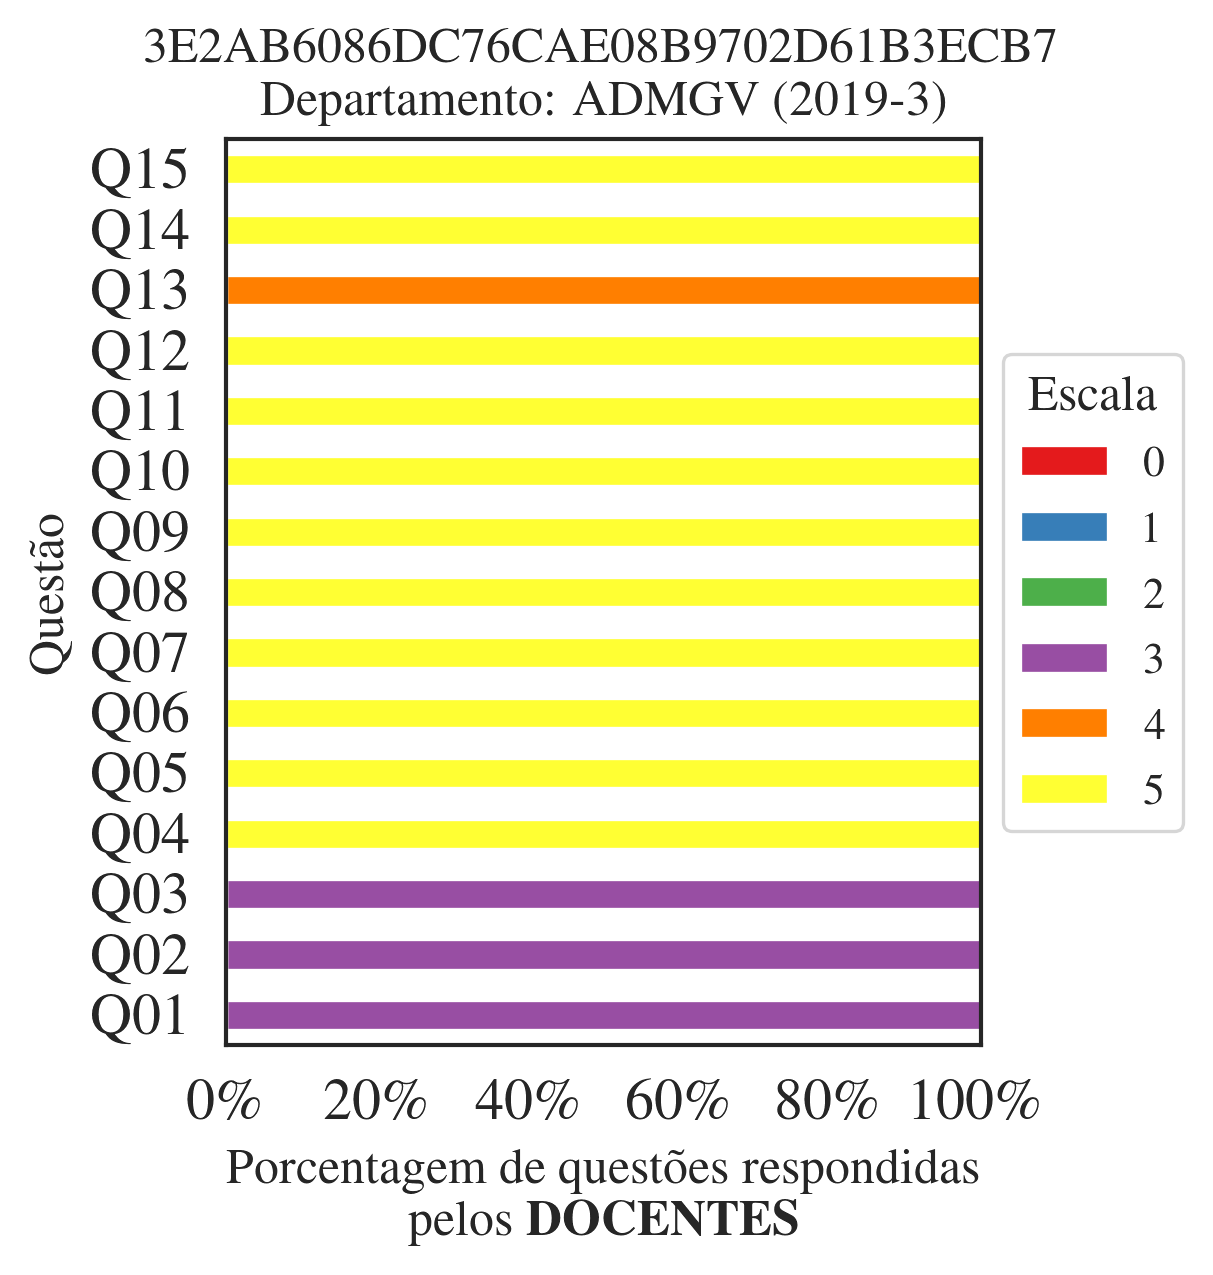 3E2AB6086DC76CAE08B9702D61B3ECB7
Departamento: ADMGV (2019-3)
Questão
Q15
Q14
Q13
Q12
Q11
Q10
Q09
Q08
Q07
Q06
Q05
Q04
Q03
Q02
Q01
0% 20% 40% 60% 80% 100%
Porcentagem de questões respondidas
pelos DOCENTES
Escala
0
1
2
3
4
5